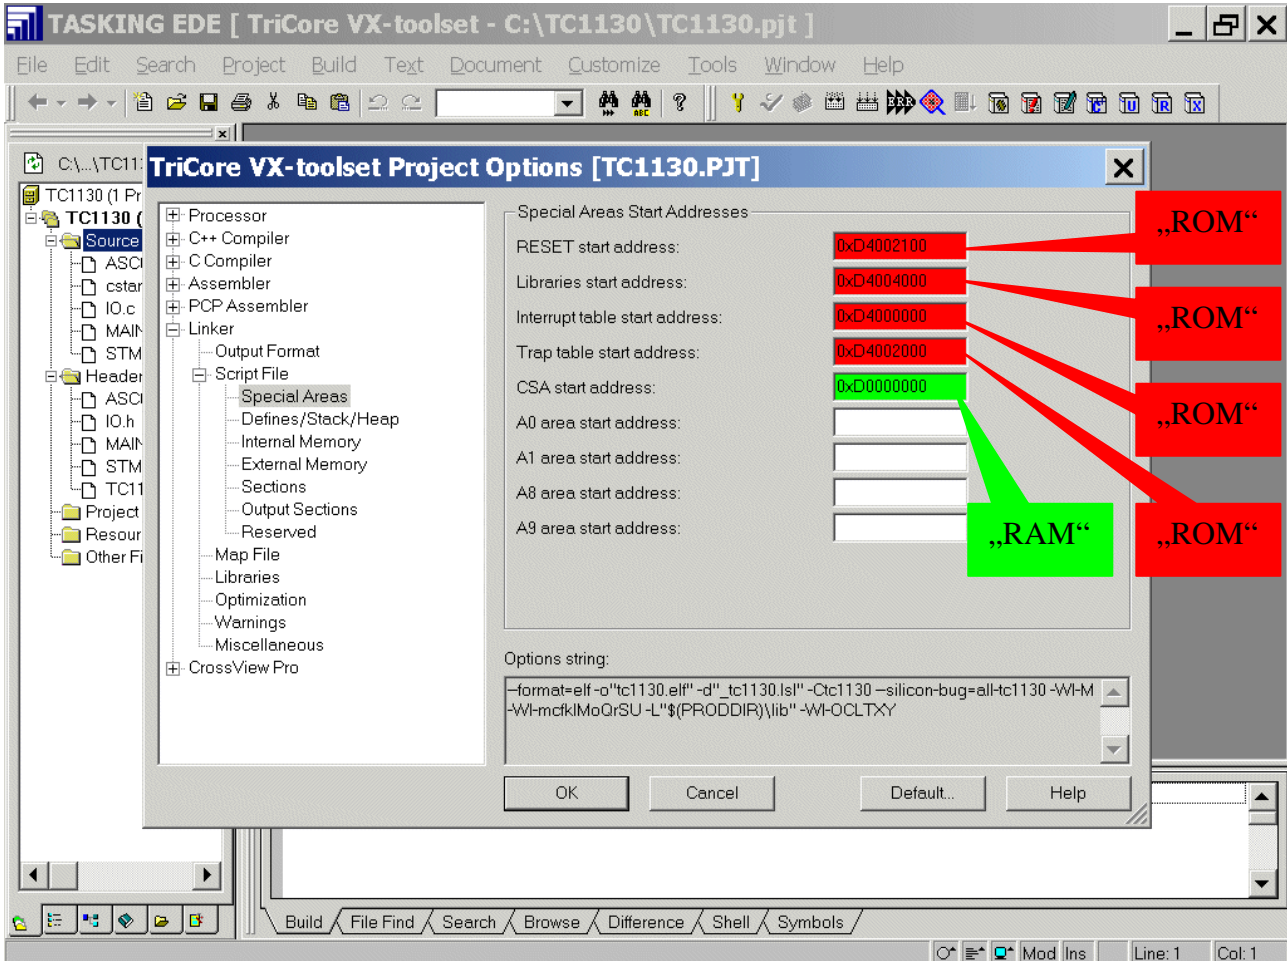 TASKING EDE [ TriCore VX-toolset - C:\TC1130\TC1130.pjt ]
File Edit Search Project Build Text Document Customize Tools Window Help
C:\...\TC11
TriCore VX-toolset Project Options [TC1130.PJT]
TC1130 (1 Pr
TC1130 (
Source
ASC
cstar
IO.c
MAIN
STM
Header
ASC
IO.h
MAIN
STM
TC11
Project
Resour
Other Fi
Processor
C++ Compiler
C Compiler
Assembler
PCP Assembler
Linker
Output Format
Script File
Special Areas
Defines/Stack/Heap
Internal Memory
External Memory
Sections
Output Sections
Reserved
Map File
Libraries
Optimization
Warnings
Miscellaneous
CrossView Pro
Special Areas Start Addresses
RESET start address: 0xD4002100
Libraries start address: 0xD4004000
Interrupt table start address: 0xD4000000
Trap table start address: 0xD4002000
CSA start address: 0xD0000000
A0 area start address:
A1 area start address:
A8 area start address:
A9 area start address:
„ROM“
„ROM“
„ROM“
„RAM“ „ROM“
Options string:
--format=elf -o"tc1130.elf" -d"_tc1130.lsl" -Ctc1130 --silicon-bug=all-tc1130 -Wl-M
-Wl-mcfklMoQrSU -L"$(PRODDIR)\lib" -Wl-OCLTXY
OK Cancel Default... Help
Build File Find Search Browse Difference Shell Symbols
Mod Ins Line: 1 Col: 1